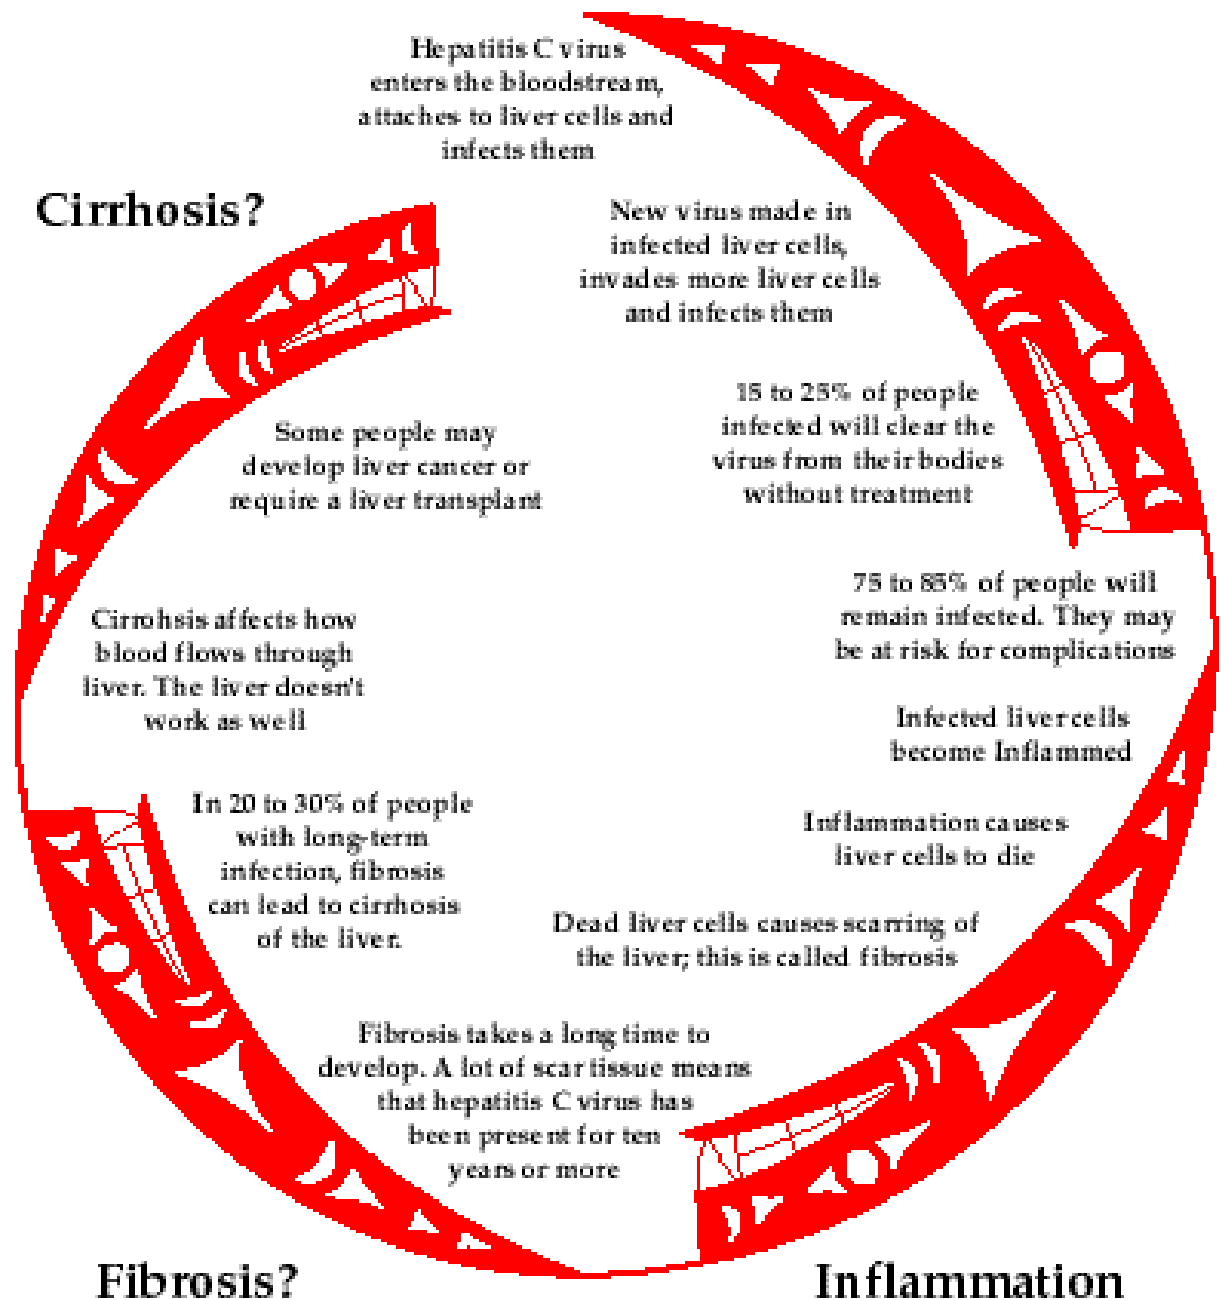 Hepatitis C virus
enters the bloodstream,
attaches to liver cells and
infects them
New virus made in
infected liver cells,
invades more liver cells
and infects them
15 to 25% of people
infected will clear the
virus from their bodies
without treatment
75 to 85% of people will
remain infected. They may
be at risk for complications
Infected liver cells
become Inflammed
Inflammation causes
liver cells to die
Inflammation
Dead liver cells causes scarring of
the liver; this is called fibrosis
Fibrosis takes a long time to
develop. A lot of scar tissue means
that hepatitis C virus has
been present for ten
years or more
Fibrosis?
In 20 to 30% of people
with long-term
infection, fibrosis
can lead to cirrhosis
of the liver.
Cirrohsis affects how
blood flows through
liver. The liver doesn't
work as well
Some people may
develop liver cancer or
require a liver transplant
Cirrhosis?